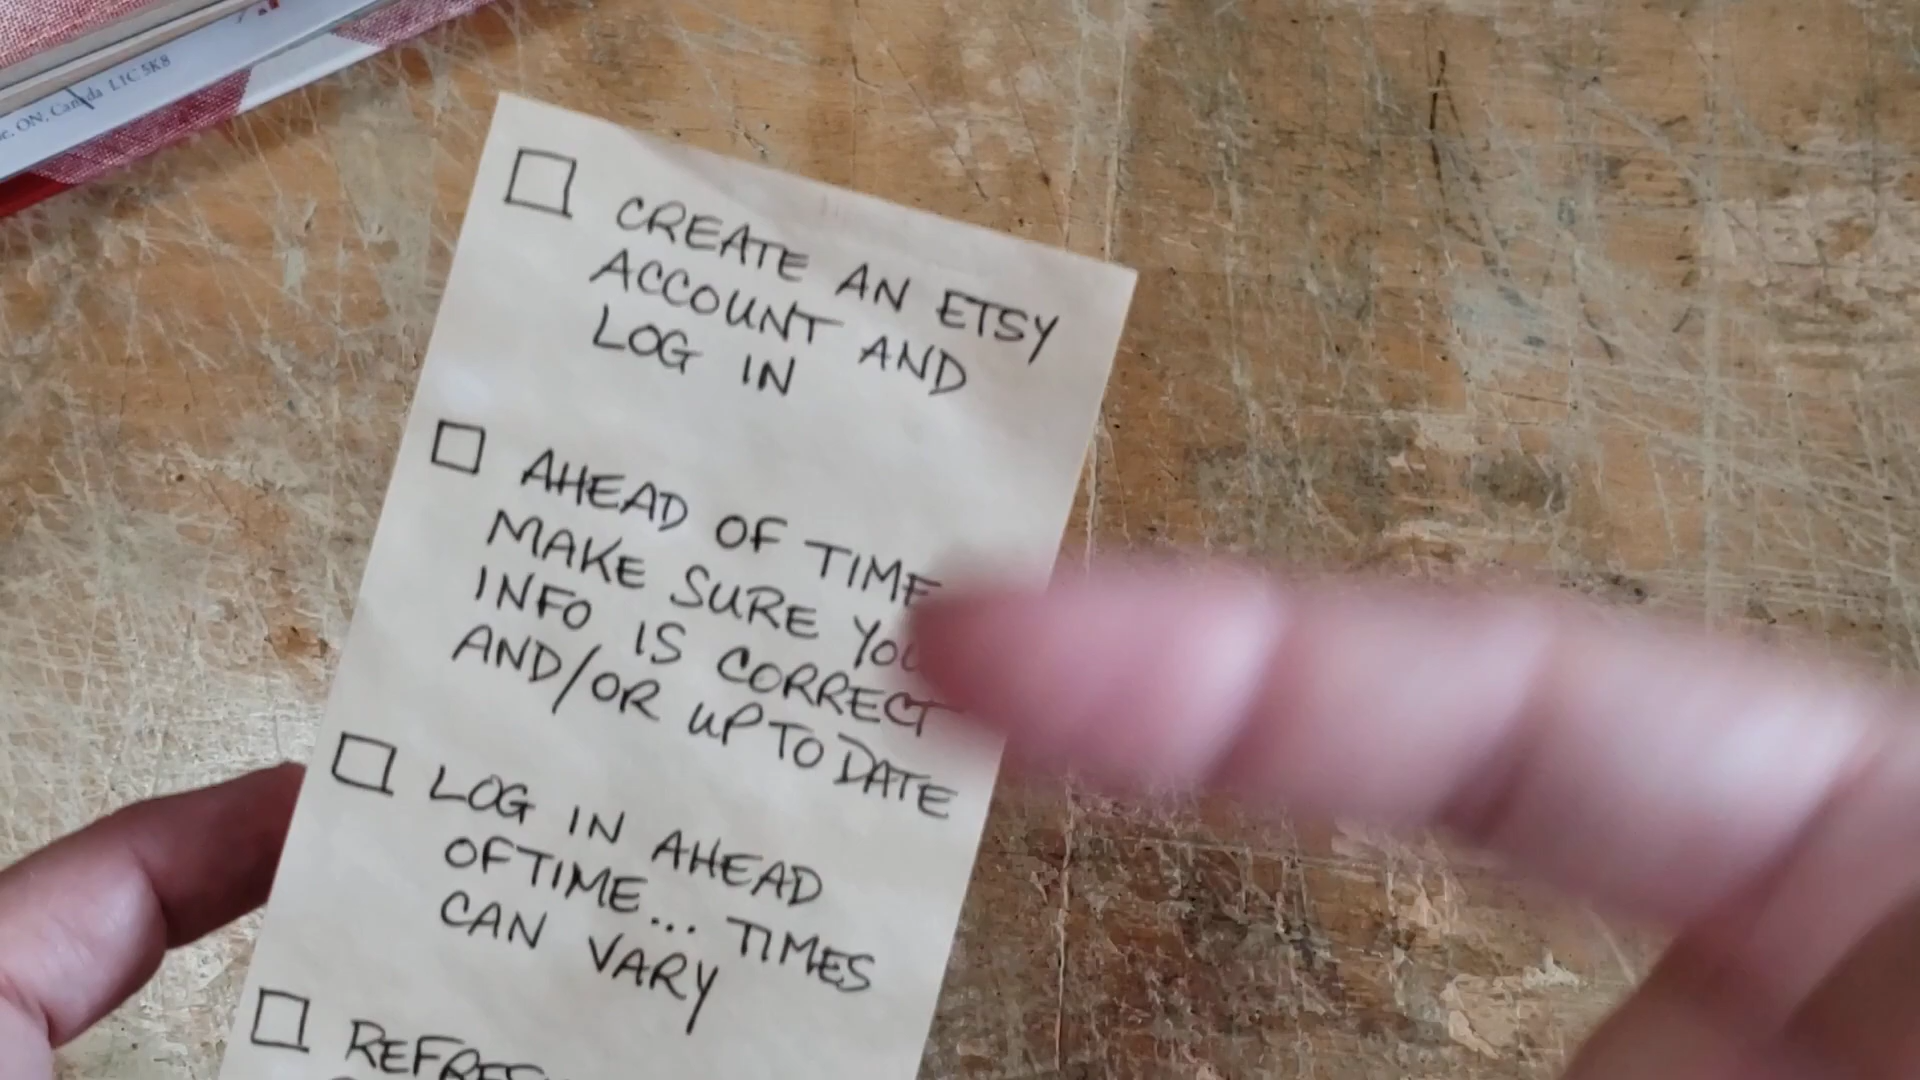 ON, Canada L1C 5K8
CREATE AN ETSY
ACCOUNT AND
LOG IN
AHEAD OF TIME
MAKE SURE
INFO IS CORRECT
AND/OR UP TO DATE
LOG IN AHEAD
OF TIME... TIMES
CAN VARY